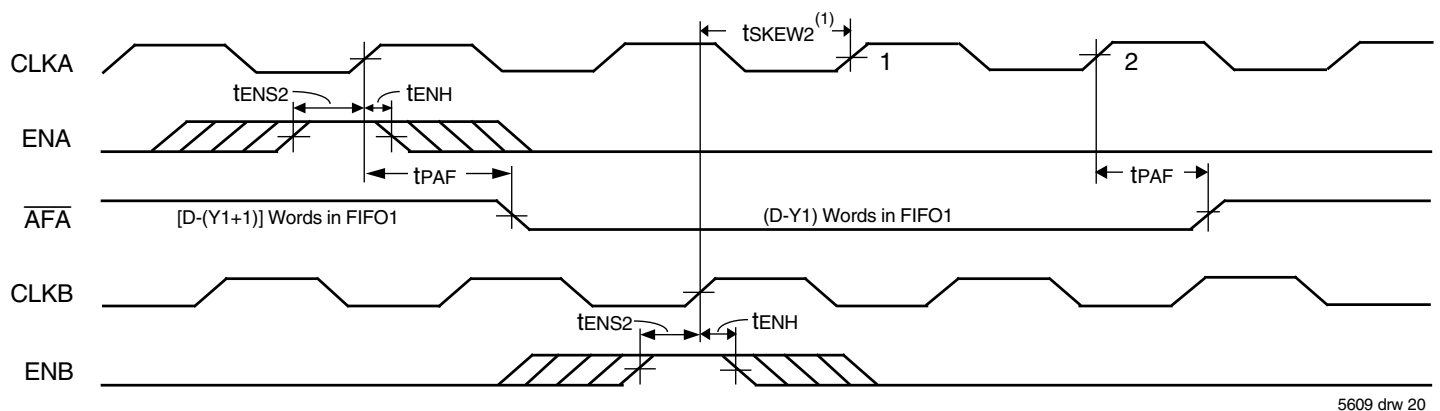 tSKEW2(1)
CLKA
1
2
tENS2
tENH
ENA
tPAF
tPAF
AFA
[D-(Y1+1)] Words in FIFO1
(D-Y1) Words in FIFO1
CLKB
tENS2
tENH
ENB
5609 drw 20